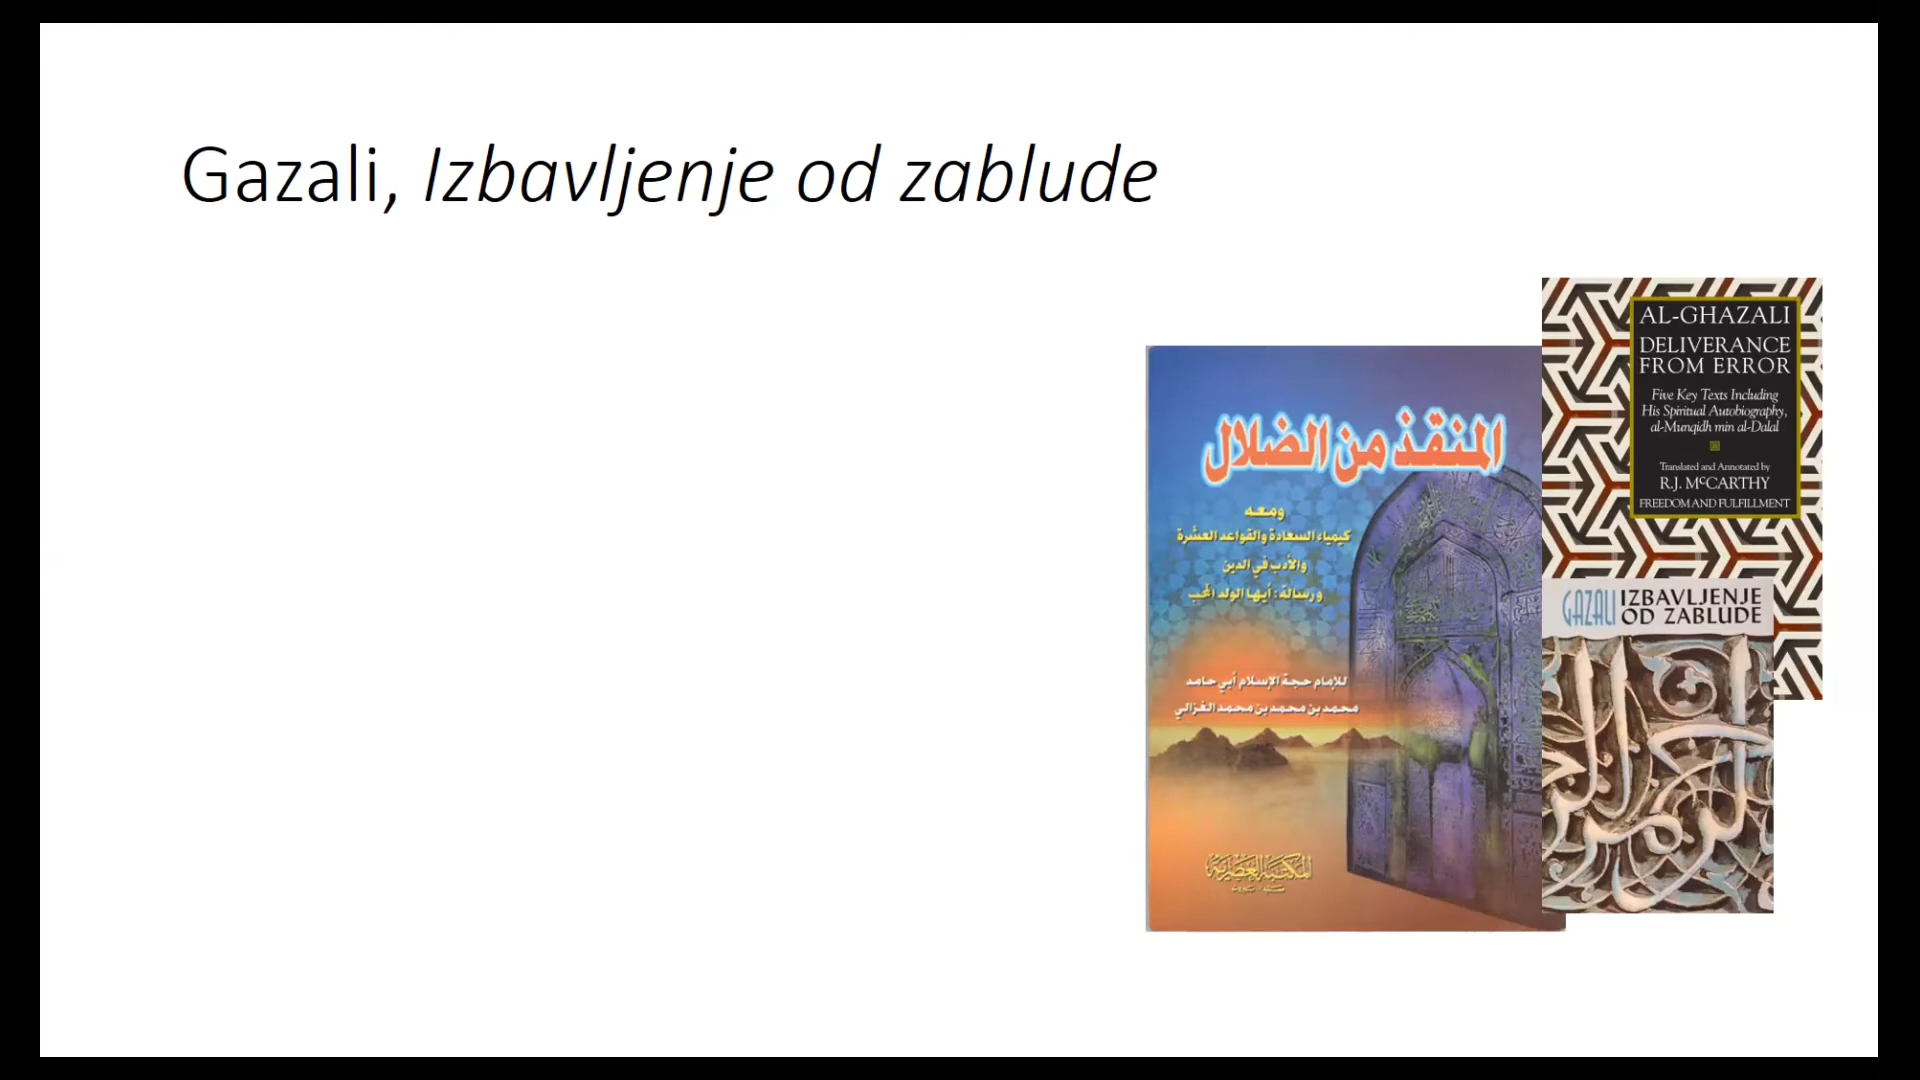 Gazali, Izbavljenje od zablude
المنقذ من الضلال
ومعه
كيمياء السعادة والقواعد العشرة
والأدب في الدين
ورسالة: أيها الولد المحب
للإمام حجة الإسلام أبي حامد
محمد بن محمد بن محمد الغزالي
المكتبة العصرية
AL-GHAZALI
DELIVERANCE
FROM ERROR
Five Key Texts Including
His Spiritual Autobiography,
al-Munqidh min al-Dalal
Translated and Annotated by
R.J. McCARTHY
FREEDOM AND FULFILLMENT
GAZALI IZBAVLJENJE
OD ZABLUDE